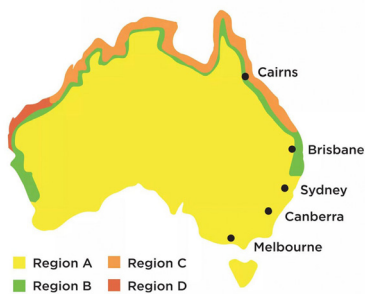 Cairns
Brisbane
Sydney
Canberra
Melbourne
Region A
Region C
Region B
Region D